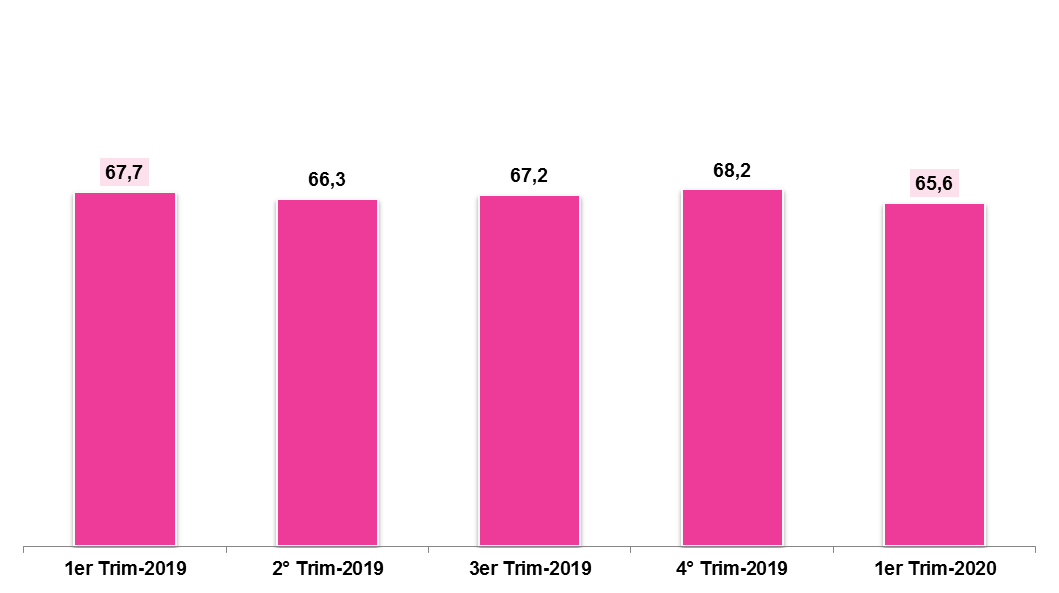 67,7
66,3
67,2
68,2
65,6
1er Trim-2019
2° Trim-2019
3er Trim-2019
4° Trim-2019
1er Trim-2020